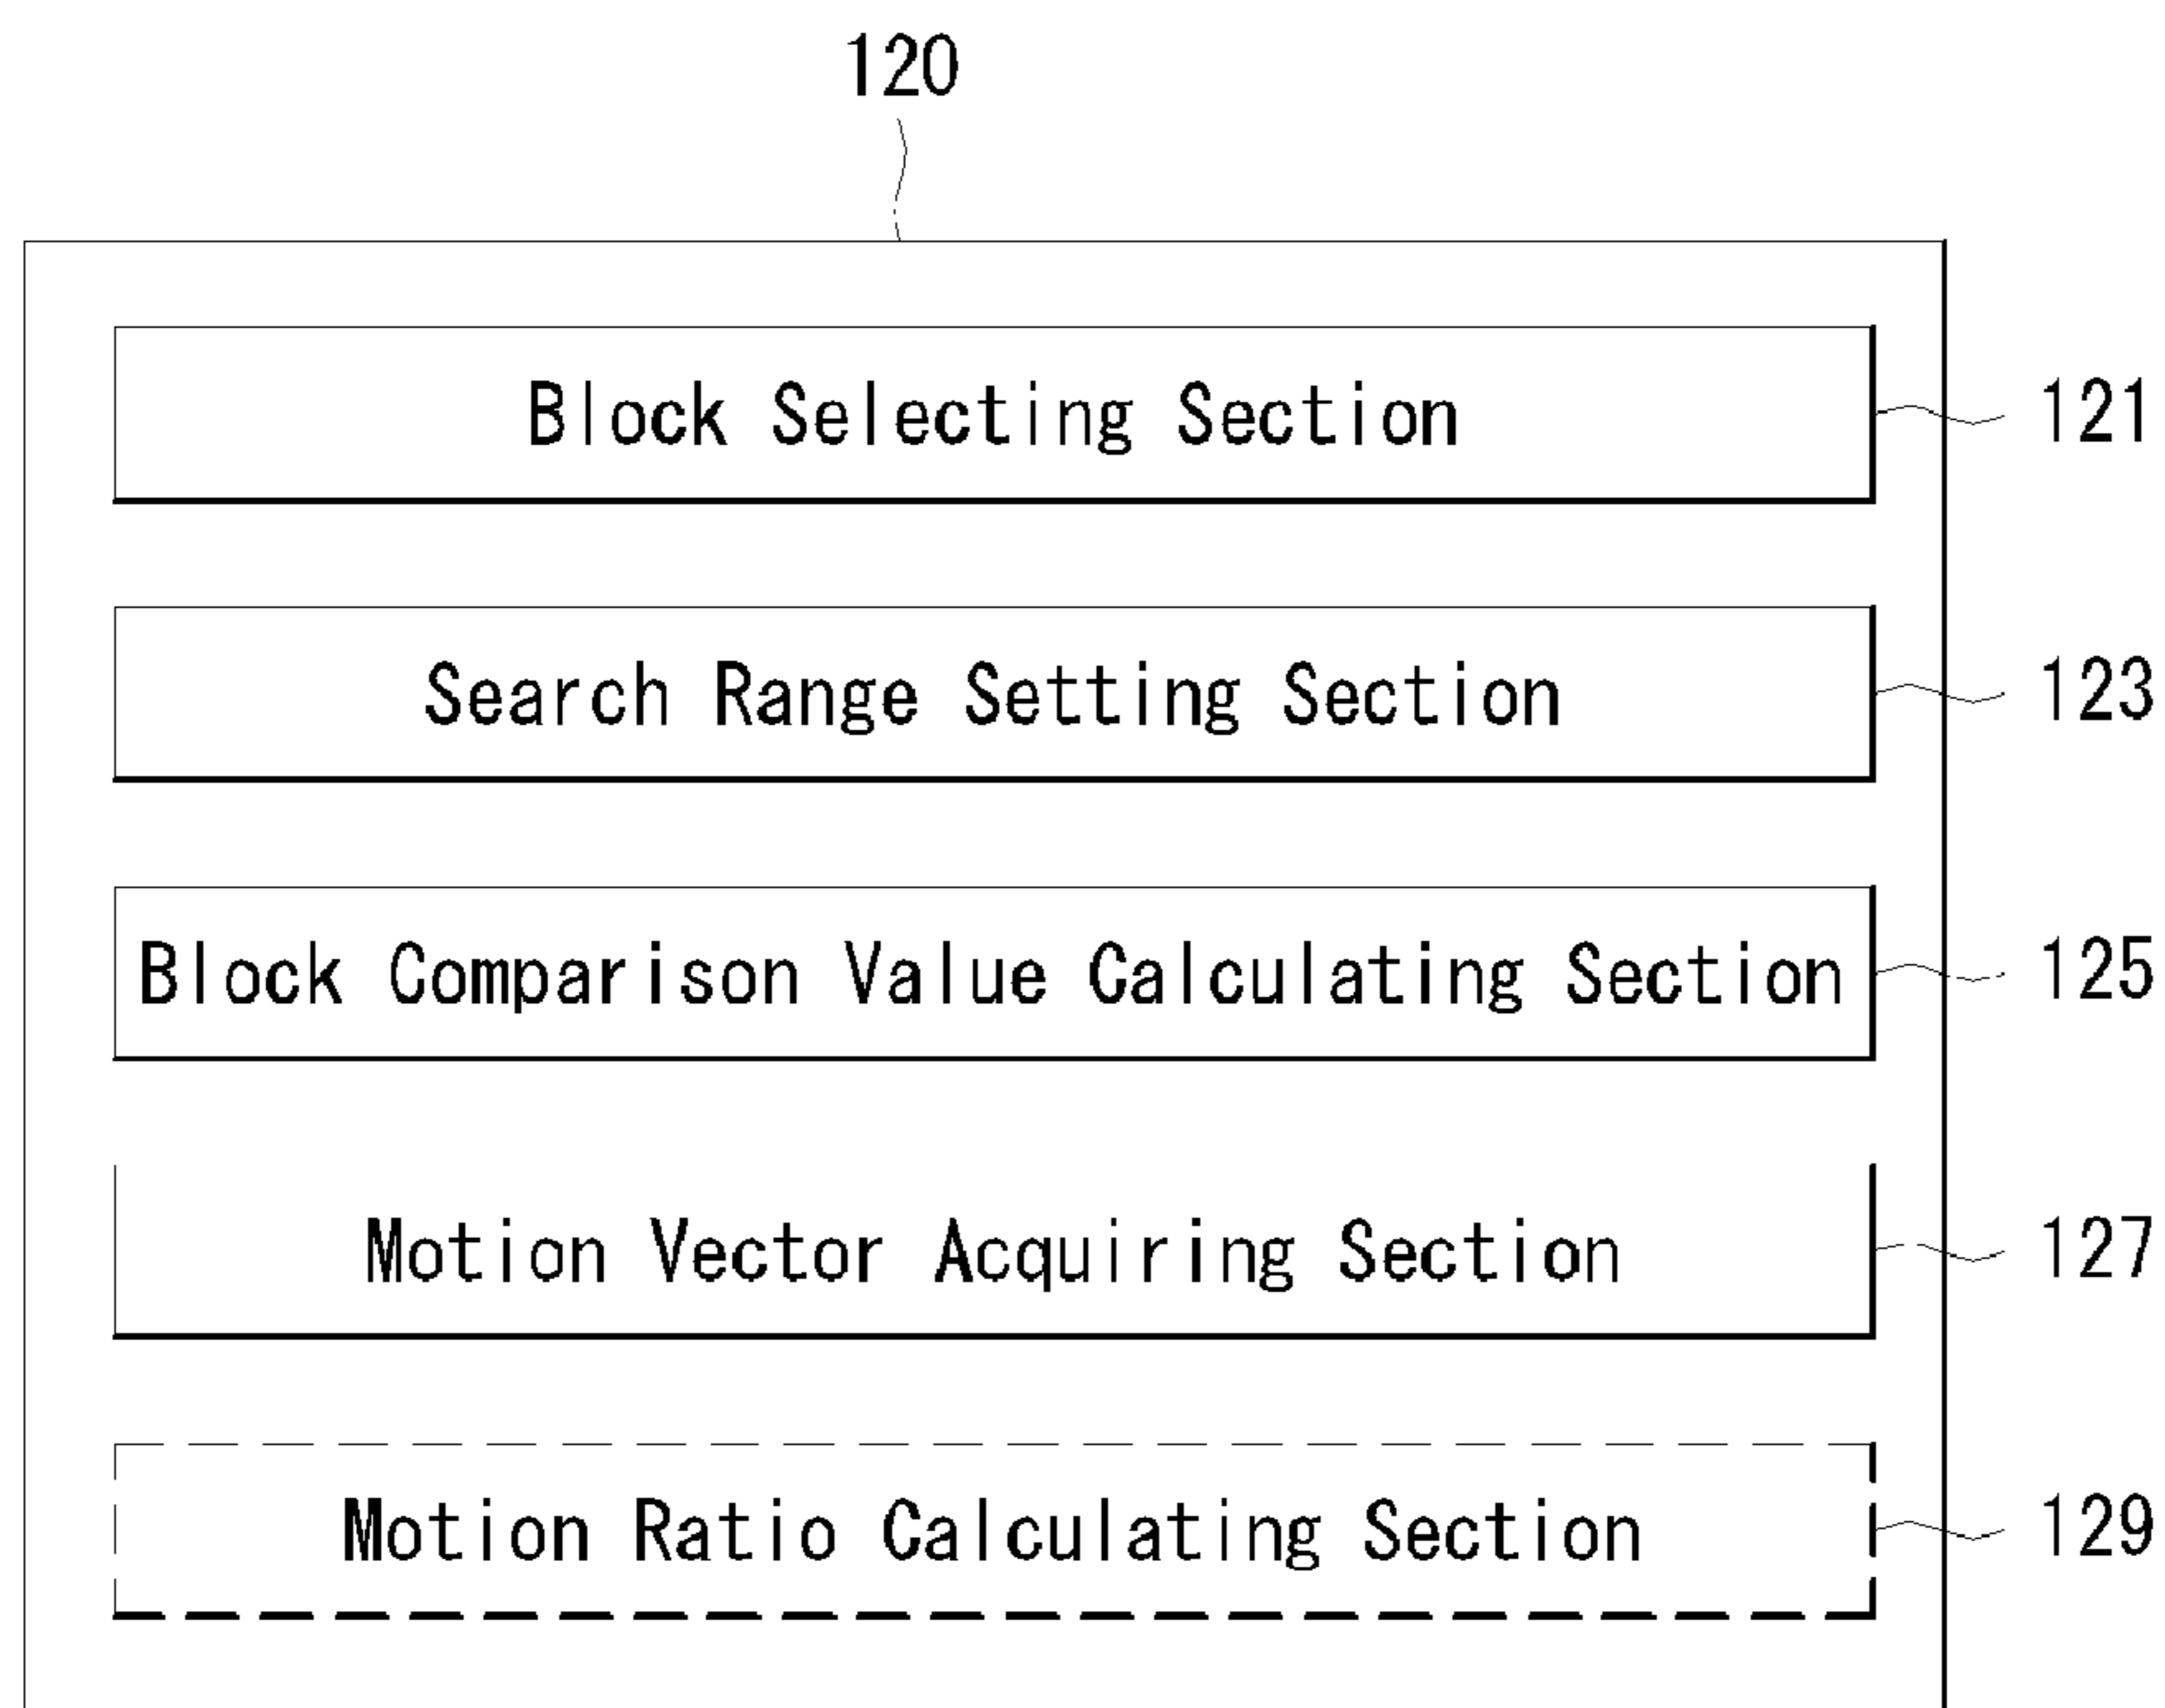 120
Block Selecting Section 121
Search Range Setting Section 123
Block Comparison Value Calculating Section 125
Motion Vector Acquiring Section 127
Motion Ratio Calculating Section 129